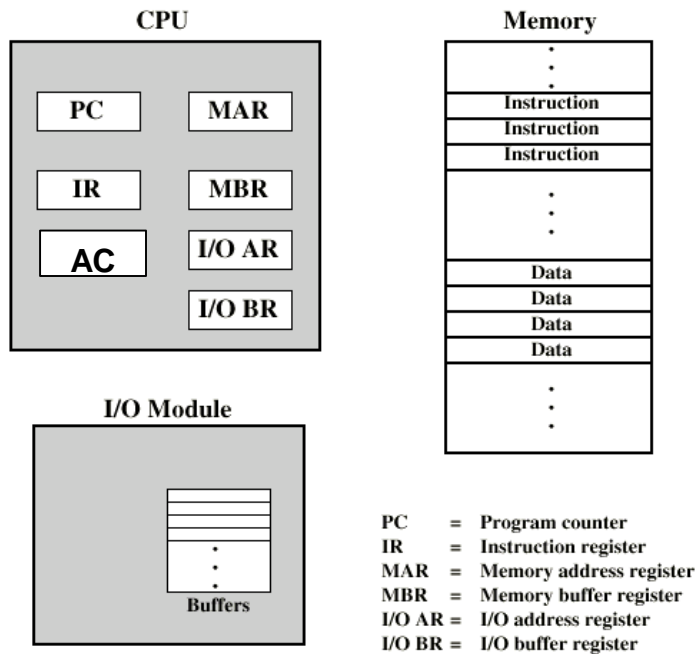 CPU
PC
MAR
IR
MBR
AC
I/O AR
I/O BR
Memory
Instruction
Instruction
Instruction
Data
Data
Data
Data
I/O Module
Buffers
PC = Program counter
IR = Instruction register
MAR = Memory address register
MBR = Memory buffer register
I/O AR = I/O address register
I/O BR = I/O buffer register